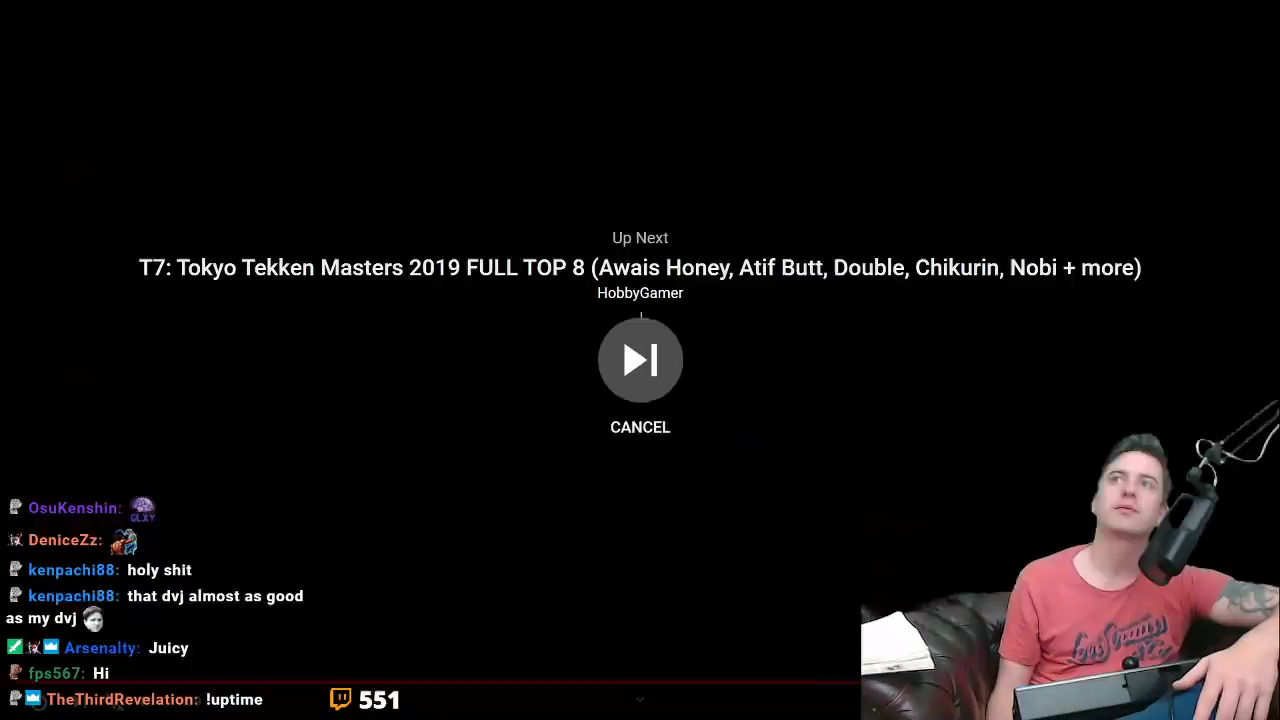 Up Next
T7: Tokyo Tekken Masters 2019 FULL TOP 8 (Awais Honey, Atif Butt, Double, Chikurin, Nobi + more)
HobbyGamer
CANCEL
OsuKenshin: GLXY
DeniceZz:
kenpachi88: holy shit
kenpachi88: that dvj almost as good
as my dvj
Arsenalty: Juicy
fps567: Hi
TheThirdRevelation: !uptime
551